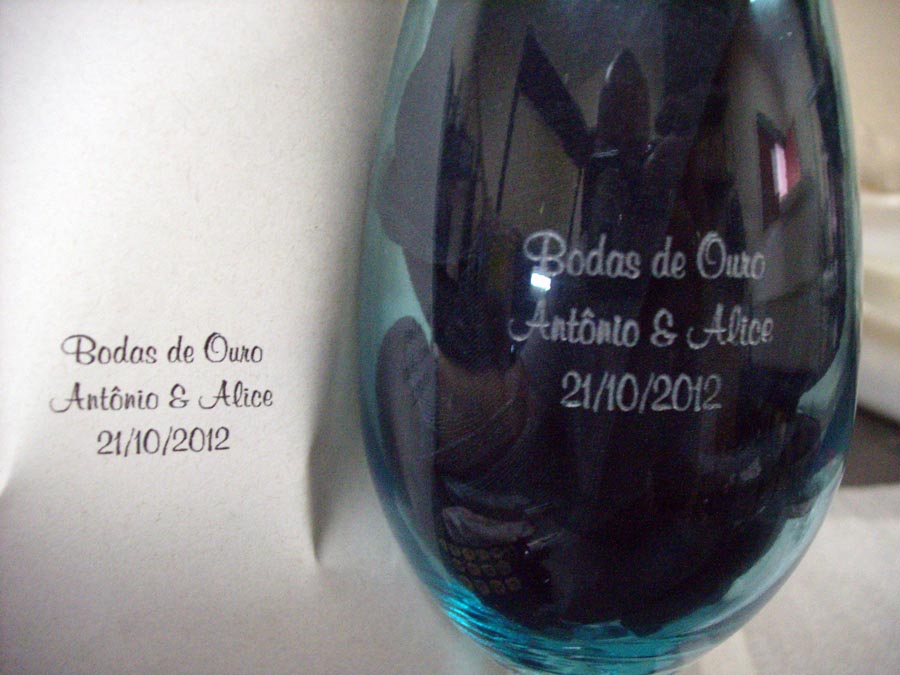 Bodas de Ouro
Antônio & Alice
21/10/2012
Bodas de Ouro
Antônio & Alice
21/10/2012